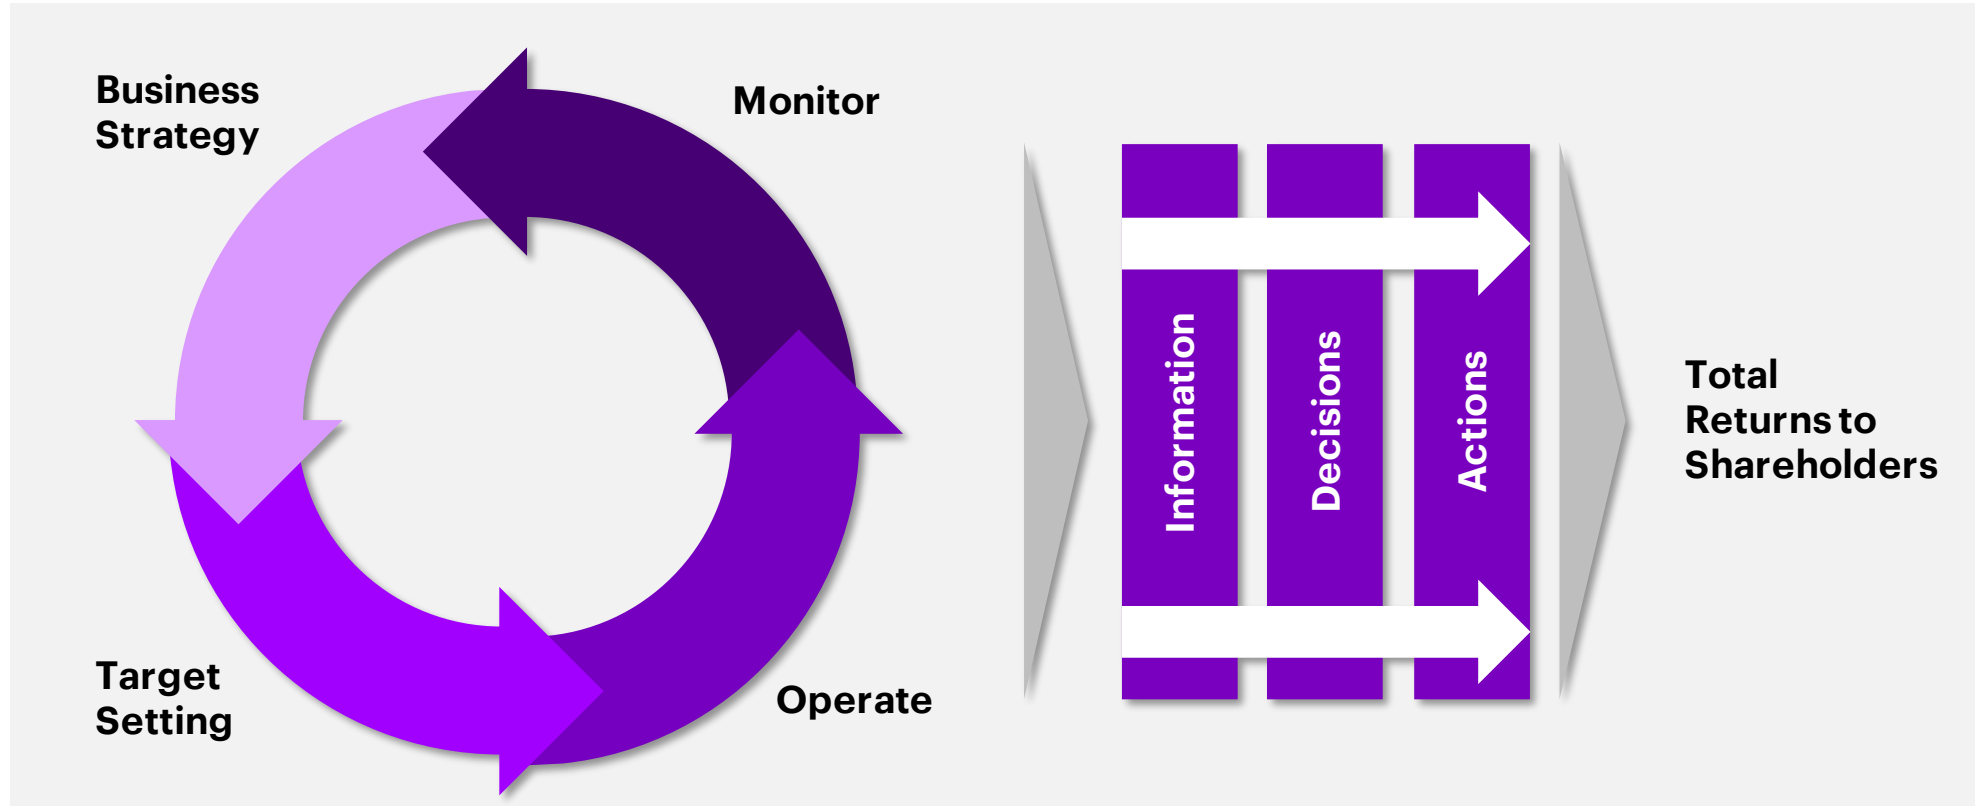 Business
Strategy
Monitor
Target
Setting
Operate
Information
Decisions
Actions
Total
Returns to
Shareholders